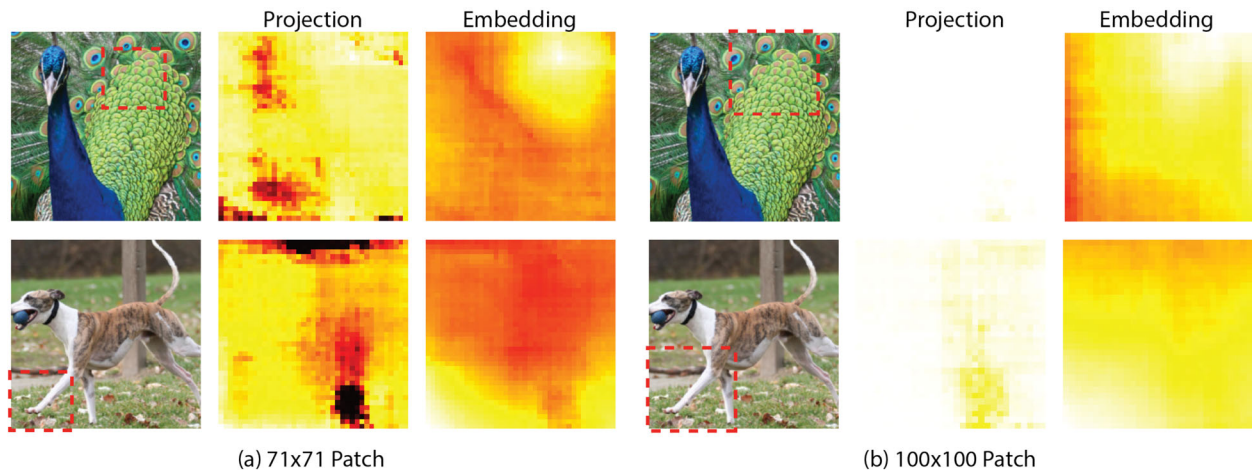 Projection Embedding Projection Embedding
(a) 71x71 Patch (b) 100x100 Patch